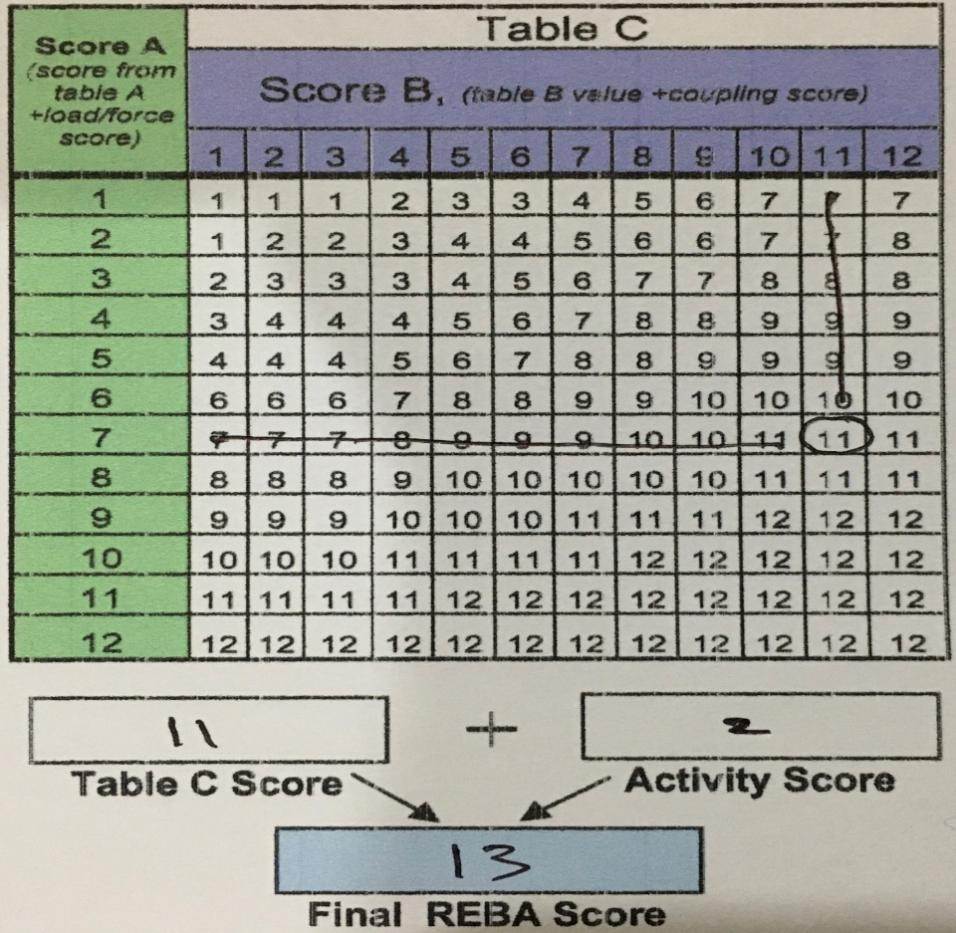 Table C
Score A
(score from
table A
+load/force
score)
Score B, (table B value +coupling score)
1 2 3 4 5 6 7 8 9 10 11 12
1 1 1 1 2 3 3 4 5 6 7 7 7
2 1 2 2 3 4 4 5 6 6 7 7 8
3 2 3 3 3 4 5 6 7 7 8 8 8
4 3 4 4 4 5 6 7 8 8 9 9 9
5 4 4 4 5 6 7 8 8 9 9 9 9
6 6 6 6 7 8 8 9 9 10 10 10 10
7 7 7 7 8 9 9 9 10 10 11 11 11
8 8 8 8 9 10 10 10 10 10 11 11 11
9 9 9 9 10 10 10 11 11 11 12 12 12
10 10 10 10 11 11 11 11 12 12 12 12 12
11 11 11 11 11 12 12 12 12 12 12 12 12
12 12 12 12 12 12 12 12 12 12 12 12 12
11 + 2
Table C Score Activity Score
13
Final REBA Score